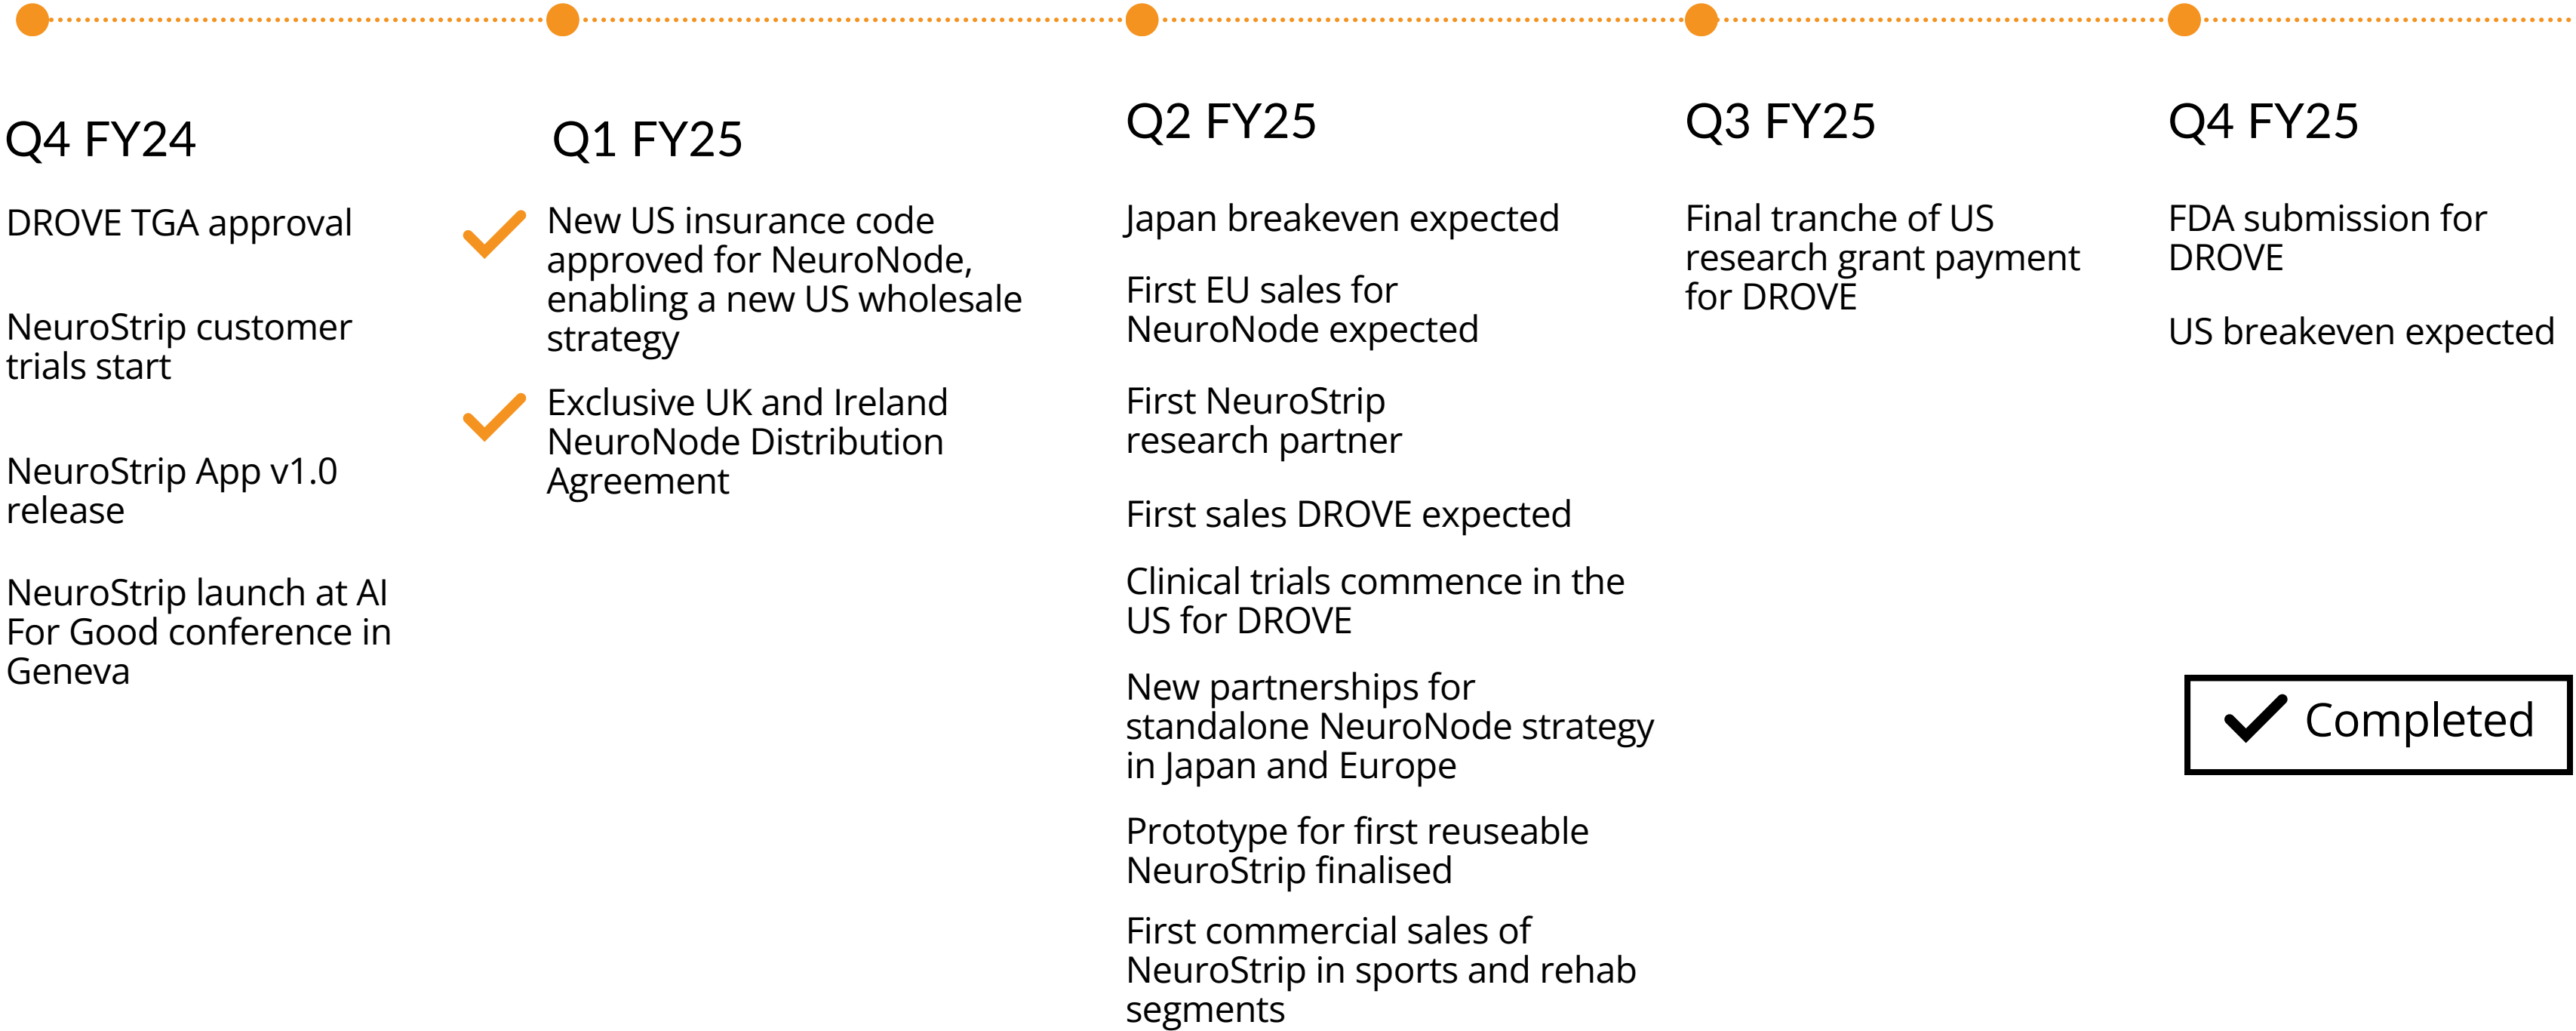 Q4 FY24
DROVE TGA approval
NeuroStrip customer
trials start
NeuroStrip App v1.0
release
NeuroStrip launch at AI
For Good conference in
Geneva
Q1 FY25
New US insurance code
approved for NeuroNode,
enabling a new US wholesale
strategy
Exclusive UK and Ireland
NeuroNode Distribution
Agreement
Q2 FY25
Japan breakeven expected
First EU sales for
NeuroNode expected
First NeuroStrip
research partner
First sales DROVE expected
Clinical trials commence in the
US for DROVE
New partnerships for
standalone NeuroNode strategy
in Japan and Europe
Prototype for first reuseable
NeuroStrip finalised
First commercial sales of
NeuroStrip in sports and rehab
segments
Q3 FY25
Final tranche of US
research grant payment
for DROVE
Q4 FY25
FDA submission for
DROVE
US breakeven expected
Completed